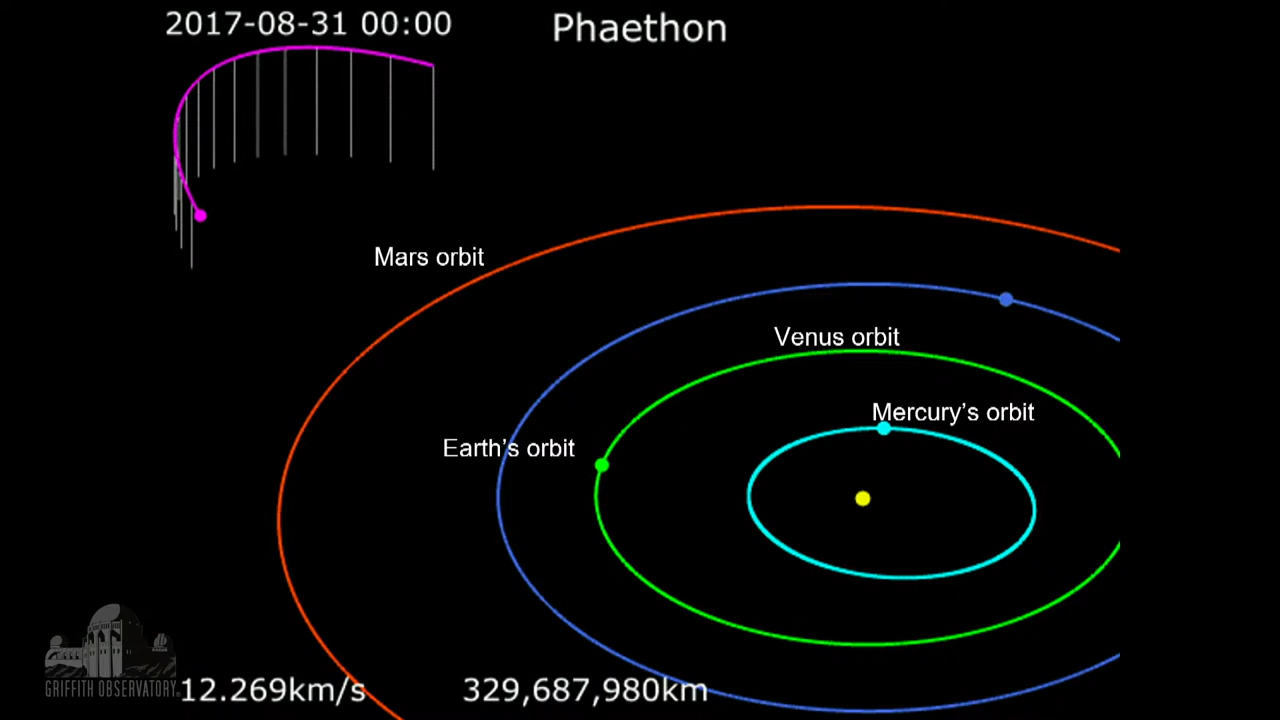 2017-08-31 00:00
Phaethon
Mars orbit
Venus orbit
Mercury’s orbit
Earth’s orbit
GRIFFITH OBSERVATORY®
12.269km/s
329,687,980km